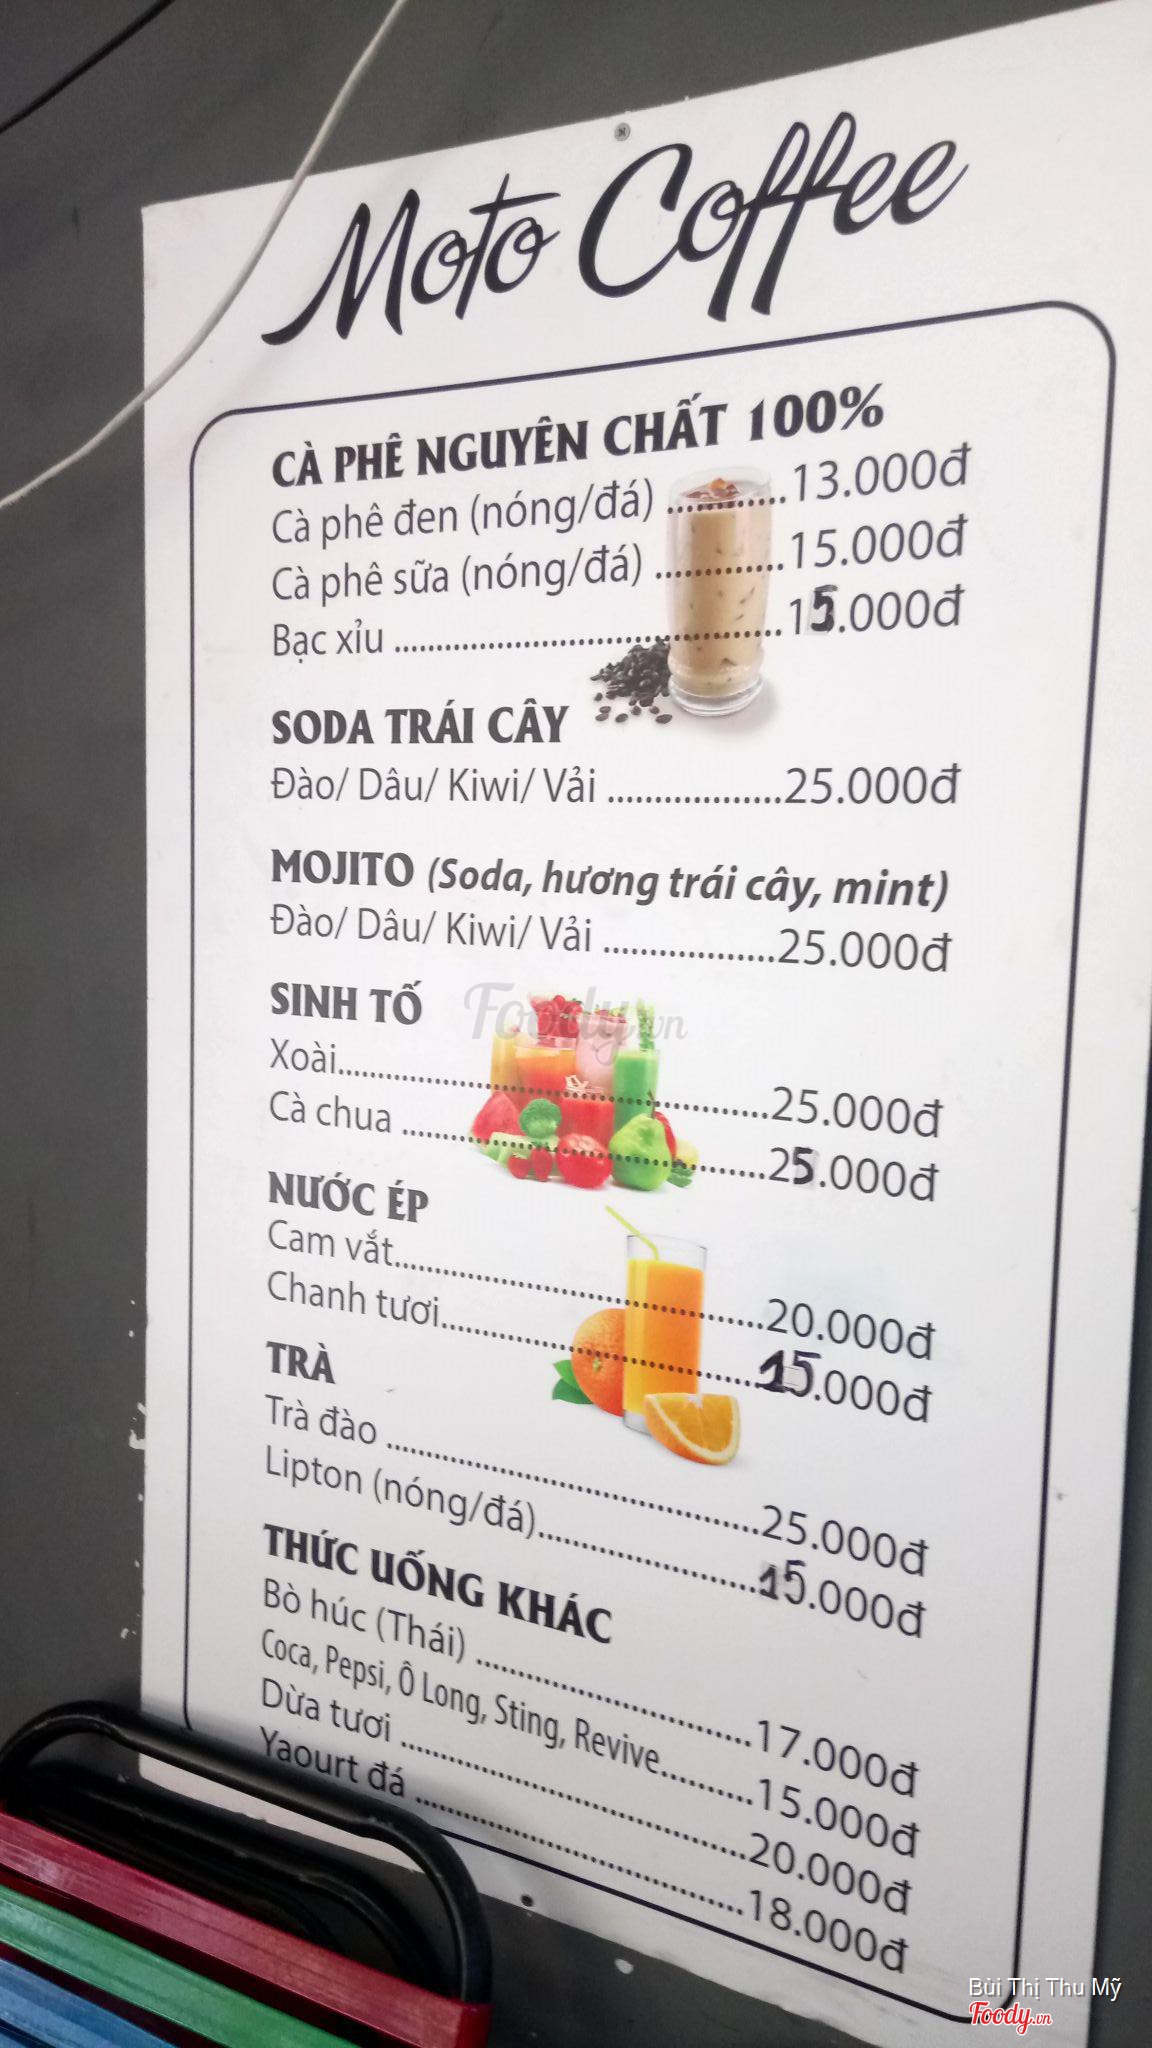 Moto Coffee
CÀ PHÊ NGUYÊN CHẤT 100%
Cà phê đen (nóng/đá) ............13.000đ
Cà phê sữa (nóng/đá) ............15.000đ
Bạc xỉu ............15.000đ
SODA TRÁI CÂY
Đào/ Dâu/ Kiwi/ Vải ............25.000đ
MOJITO (Soda, hương trái cây, mint)
Đào/ Dâu/ Kiwi/ Vải ............25.000đ
SINH TỐ
Foody.vn
Xoài............25.000đ
Cà chua ............25.000đ
NƯỚC ÉP
Cam vắt............20.000đ
Chanh tươi............15.000đ
TRÀ
Trà đào ............25.000đ
Lipton (nóng/đá)............15.000đ
THỨC UỐNG KHÁC
Bò húc (Thái) ............17.000đ
Coca, Pepsi, Ô Long, Sting, Revive............15.000đ
Dừa tươi ............20.000đ
Yaourt đá ............18.000đ
Bùi Thị Thu Mỹ
Foody.vn